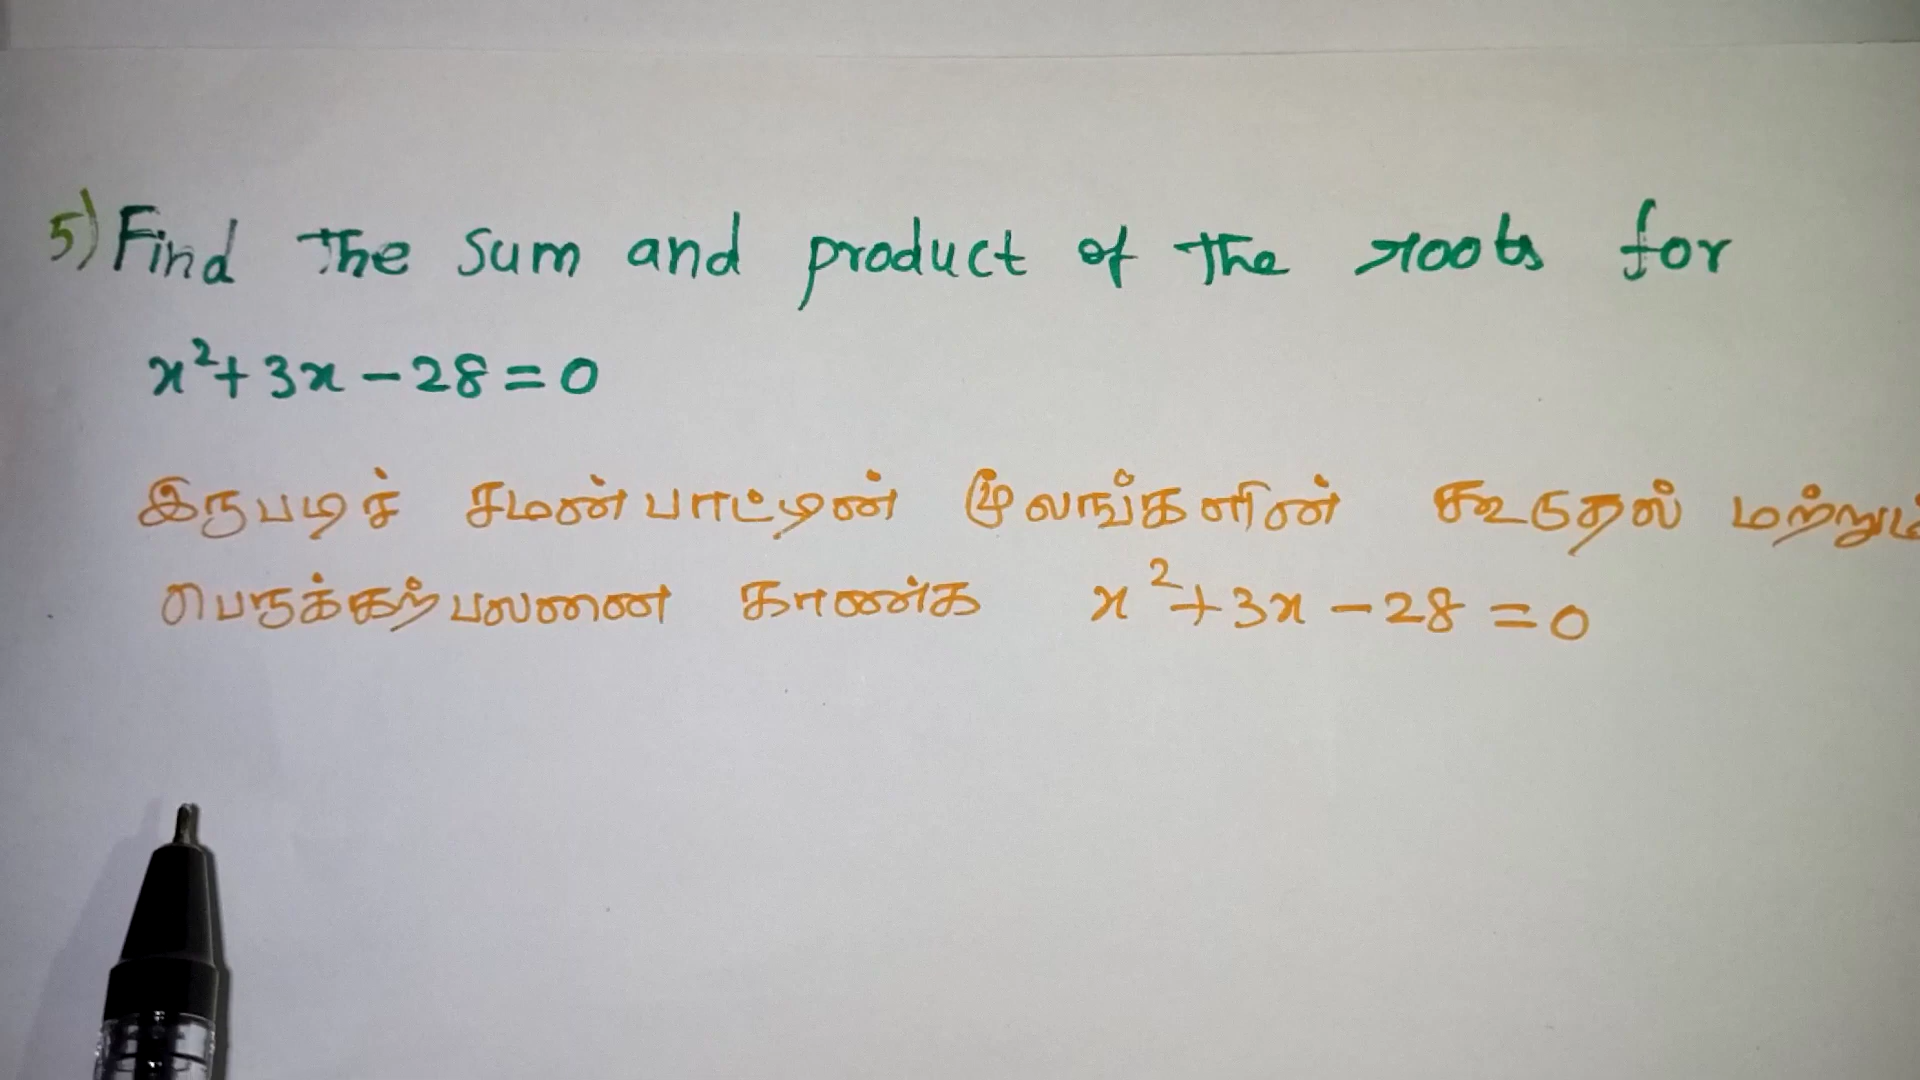 5) Find the sum and product of the roots for
x²+3x-28=0
இருபடிச் சமன்பாட்டின் மூலங்களின் கூடுதல் மற்றும்
பெருக்கற்பலனை காண்க x²+3x-28=0